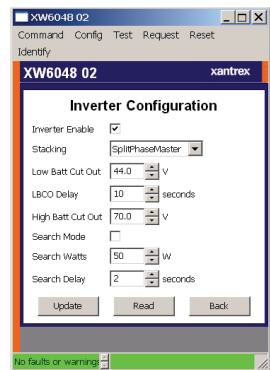 XW6048 02
Command Config Test Request Reset
Identify
XW6048 02 xantrex
Inverter Configuration
Inverter Enable
Stacking SplitPhaseMaster
Low Batt Cut Out 44.0 V
LBCO Delay 10 seconds
High Batt Cut Out 70.0 V
Search Mode
Search Watts 50 W
Search Delay 2 seconds
Update Read Back
No faults or warnings